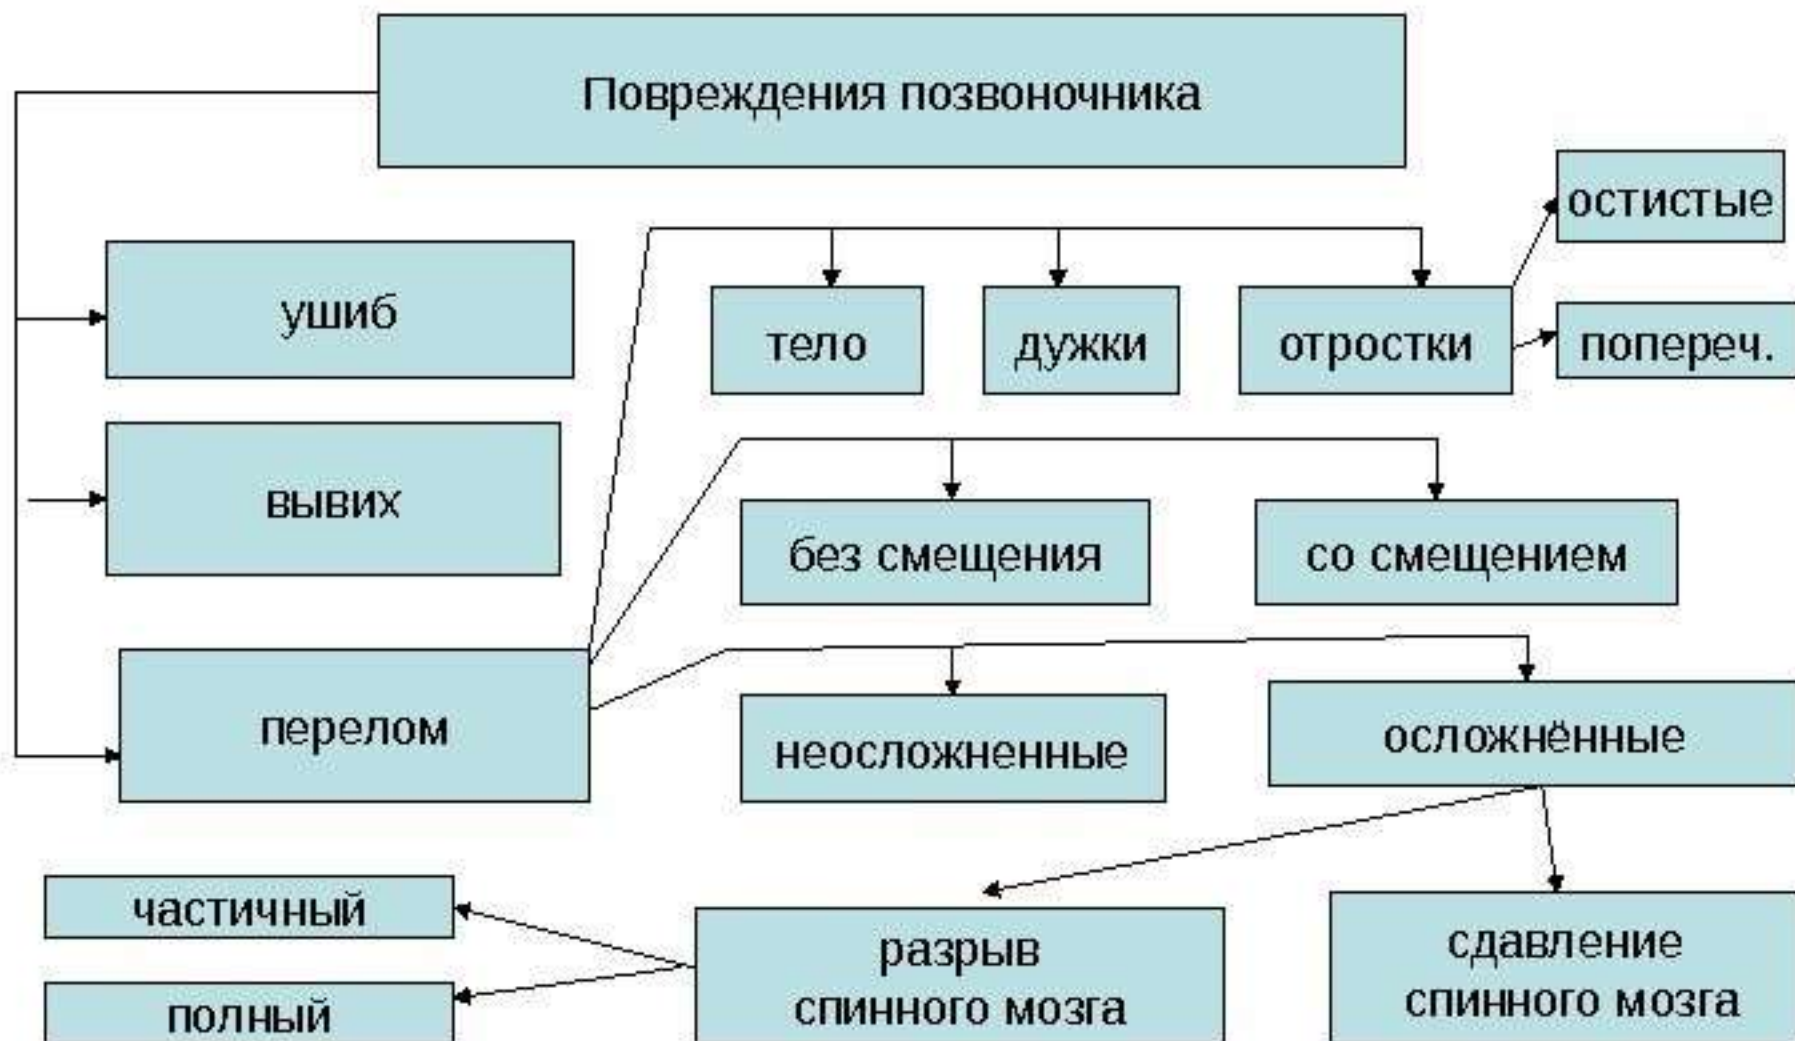 Повреждения позвоночника
остистые
ушиб
тело
дужки
отростки
попереч.
вывих
без смещения
со смещением
перелом
неосложненные
осложнённые
частичный
полный
разрыв
спинного мозга
сдавление
спинного мозга